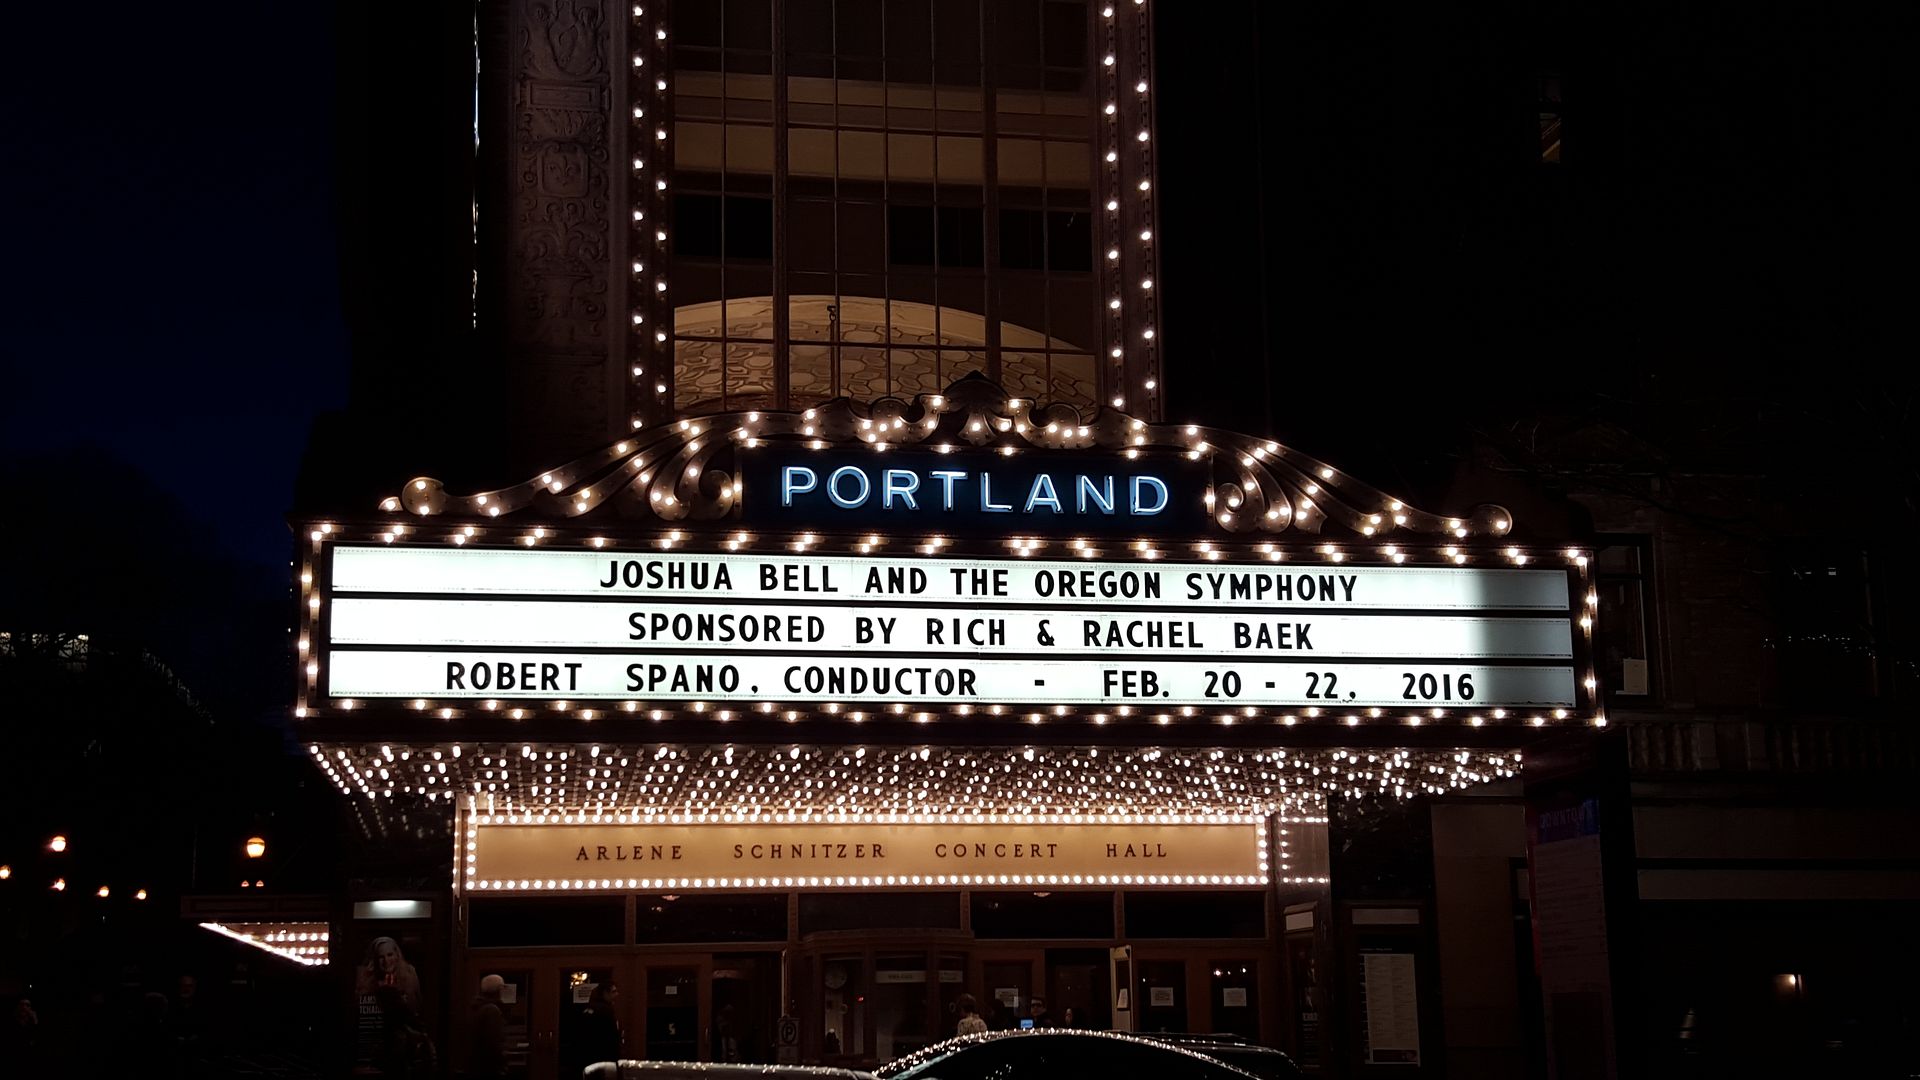 PORTLAND
JOSHUA BELL AND THE OREGON SYMPHONY
SPONSORED BY RICH & RACHEL BAEK
ROBERT SPANO, CONDUCTOR - FEB. 20 - 22, 2016
ARLENE SCHNITZER CONCERT HALL
DOWNTOWN